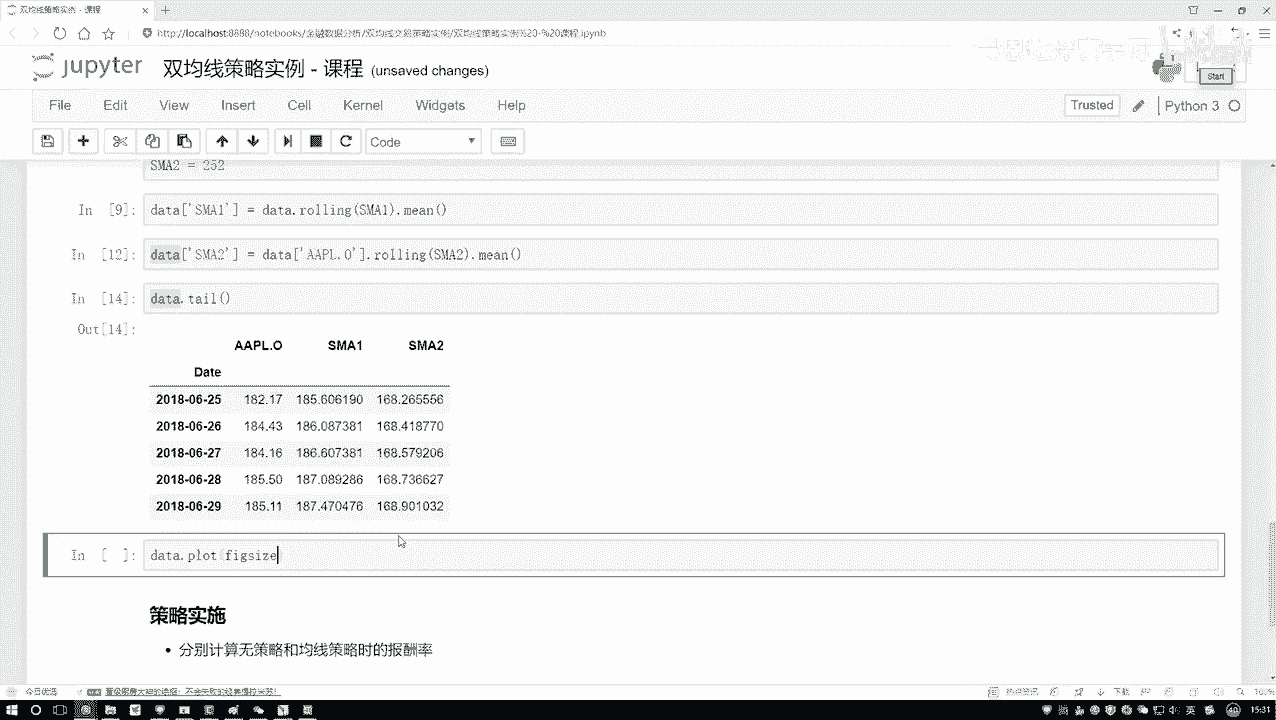 双均线策略实例 - 课程
http://localhost:8888/notebooks/金融数据分析/双均线交易策略实例/双均线策略实例%20-%20课程.ipynb
jupyter 双均线策略实例 - 课程 (unsaved changes)
Start
File Edit View Insert Cell Kernel Widgets Help
Trusted Python 3
Code
SMA2 = 252
In [9]: data['SMA1'] = data.rolling(SMA1).mean()
In [12]: data['SMA2'] = data['AAPL.O'].rolling(SMA2).mean()
In [14]: data.tail()
Out[14]:
AAPL.O SMA1 SMA2
Date
2018-06-25 182.17 185.606190 168.265556
2018-06-26 184.43 186.087381 168.418770
2018-06-27 184.16 186.607381 168.579206
2018-06-28 185.50 187.089286 168.736627
2018-06-29 185.11 187.470476 168.901032
In [ ]: data.plot(figsize)
策略实施
• 分别计算无策略和均线策略时的报酬率
今日优选
下载
100%
英
15:31